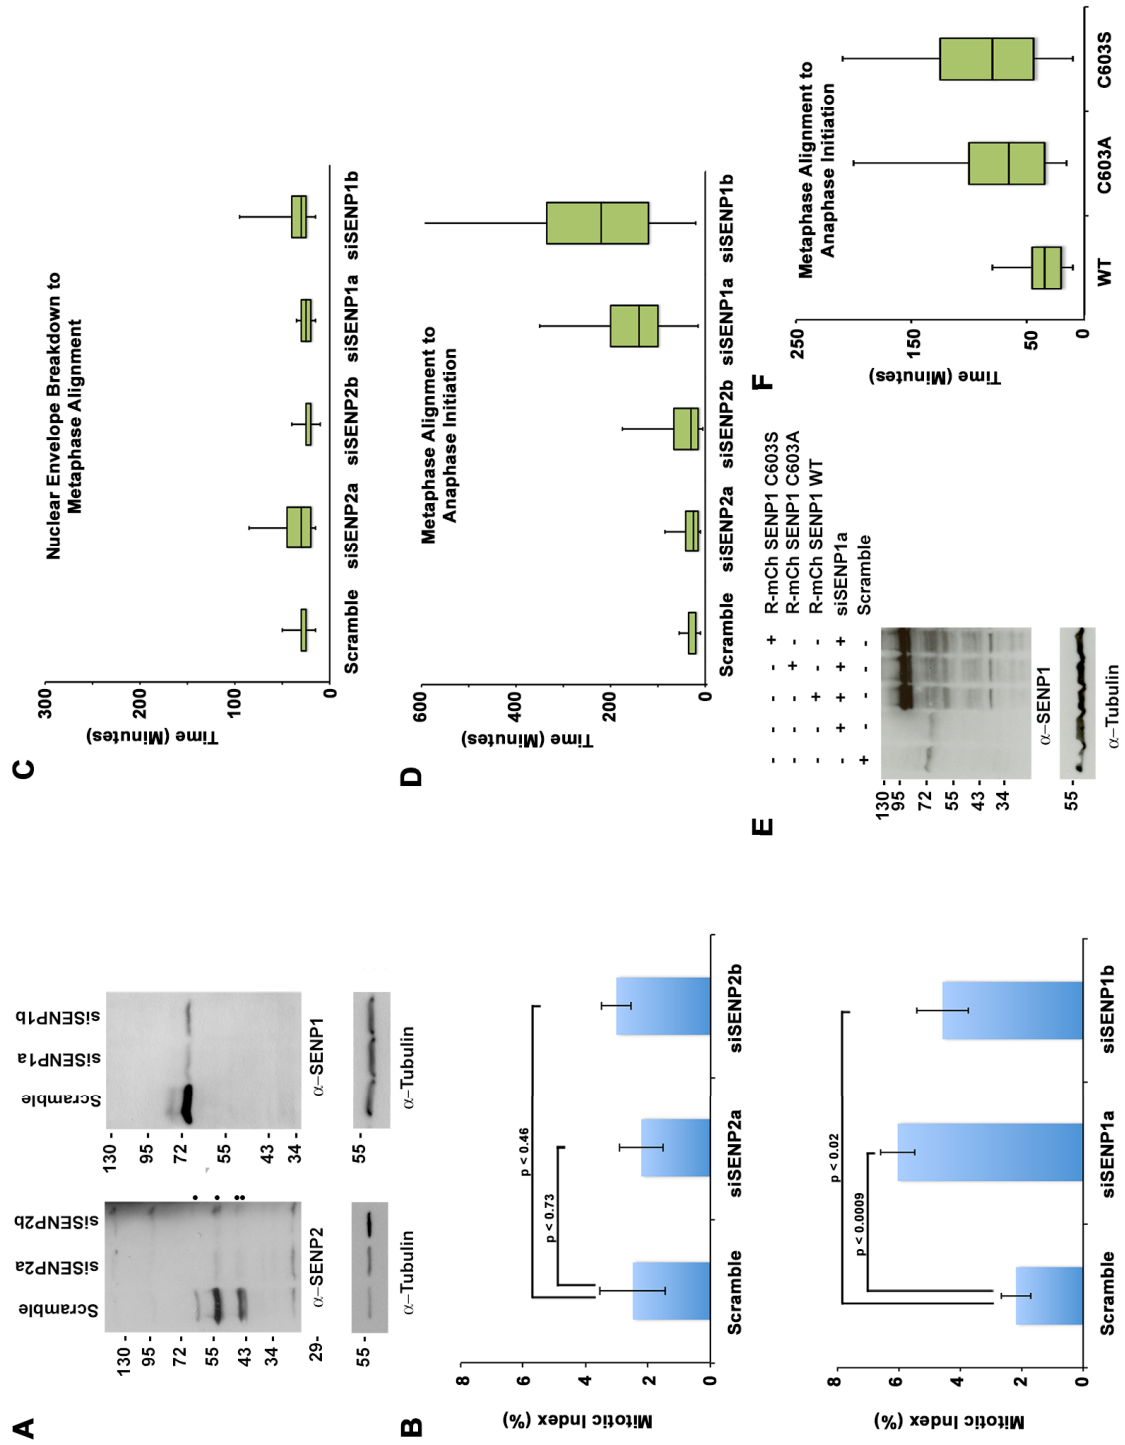 A
Scramble
siSENP2a
siSENP2b
130 -
95 -
72 -
55 -
43 -
34 -
29-
α–SENP2
55 -
α–Tubulin
Scramble
siSENP1a
siSENP1b
130 -
95 -
72 -
55 -
43 -
34 -
α–SENP1
55 -
α–Tubulin
B
Mitotic Index (%)
8
6
4
2
0
p < 0.46
p < 0.73
Scramble
siSENP2a
siSENP2b
Mitotic Index (%)
8
6
4
2
0
p < 0.02
p < 0.0009
Scramble
siSENP1a
siSENP1b
C
Nuclear Envelope Breakdown to
Metaphase Alignment
Time (Minutes)
300
100
0
Scramble
siSENP2a
siSENP2b
siSENP1a
siSENP1b
D
Metaphase Alignment to
Anaphase Initiation
Time (Minutes)
600
400
200
0
Scramble
siSENP2a
siSENP2b
siSENP1a
siSENP1b
E
- - - - + R-mCh SENP1 C603S
- - - + - R-mCh SENP1 C603A
- - + - - R-mCh SENP1 WT
- + + + + siSENP1a
+ - - - - Scramble
130 -
95 -
72 -
55 -
43 -
34 -
α–SENP1
55 -
α–Tubulin
F
Metaphase Alignment to
Anaphase Initiation
Time (Minutes)
250
150
50
0
WT
C603A
C603S